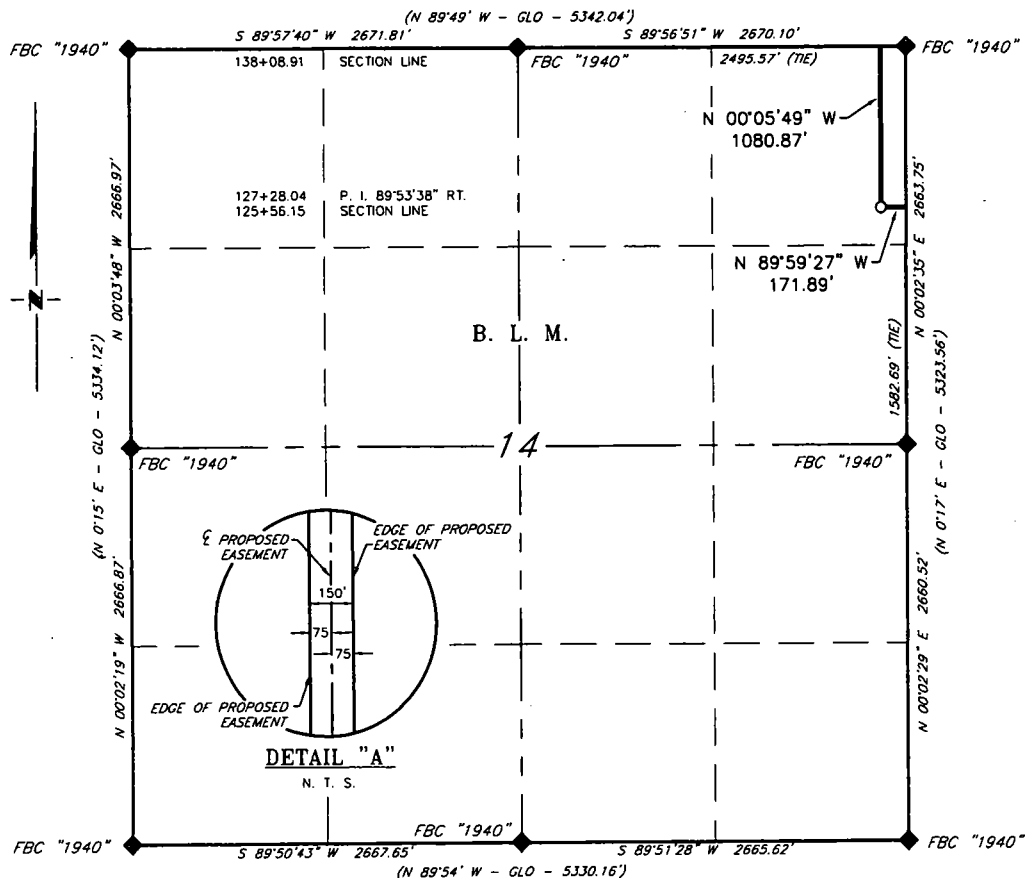 (N 89°49' W - GLO - 5342.04')
S 89°57'40" W 2671.81'
S 89°56'51" W 2670.10'
FBC "1940"
FBC "1940"
FBC "1940"
138+08.91 SECTION LINE
2495.57' (TIE)
N 00°05'49" W
1080.87'
N 00°03'48" W 2666.97'
N 00°02'35" E 2663.75'
127+28.04 P. I. 89°53'38" RT.
125+56.15 SECTION LINE
N 89°59'27" W
171.89'
N
B. L. M.
1582.69' (TIE)
(N 0°15' E - GLO - 5334.12')
(N 0°17' E - GLO - 5323.56')
14
FBC "1940"
FBC "1940"
℄ PROPOSED
EASEMENT
EDGE OF PROPOSED
EASEMENT
150'
75
75
EDGE OF PROPOSED
EASEMENT
DETAIL "A"
N. T. S.
N 00°02'19" W 2666.87'
N 00°02'29" E 2660.52'
FBC "1940"
FBC "1940"
FBC "1940"
S 89°50'43" W 2667.65'
S 89°51'28" W 2665.62'
(N 89°54' W - GLO - 5330.16')